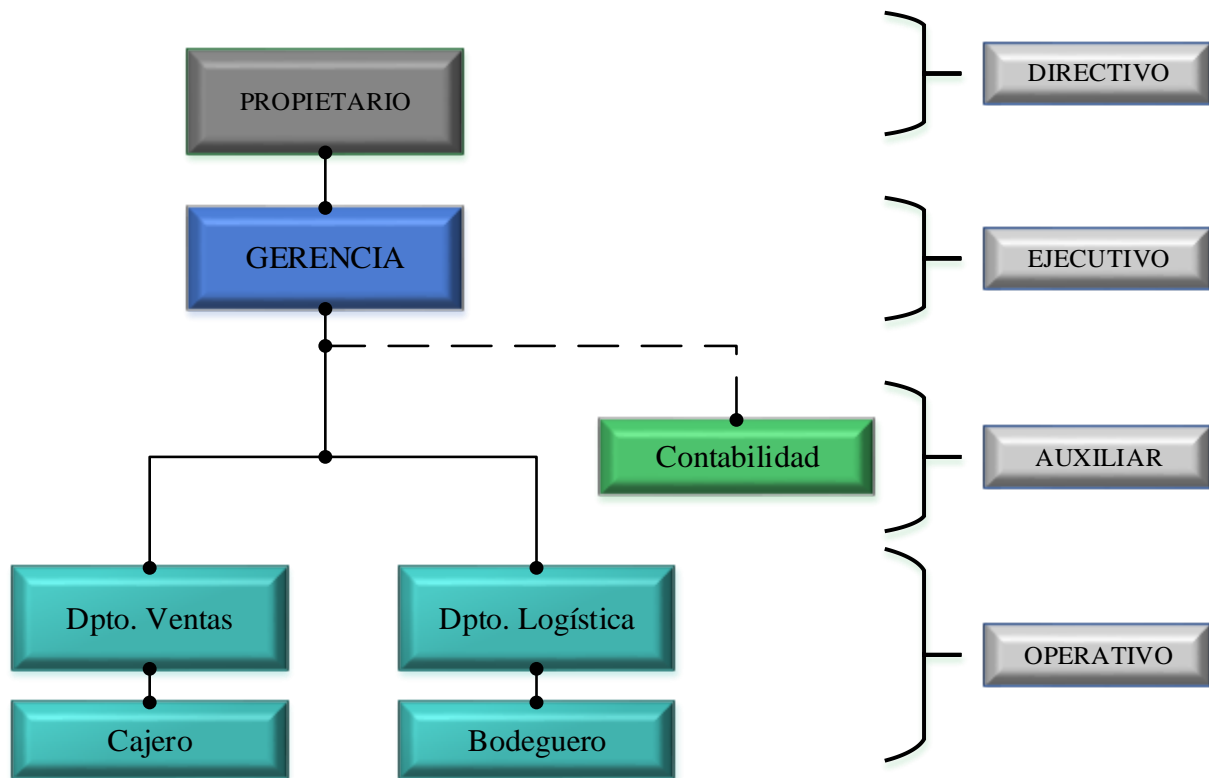 PROPIETARIO
DIRECTIVO
GERENCIA
EJECUTIVO
Contabilidad
AUXILIAR
Dpto. Ventas
Dpto. Logística
OPERATIVO
Cajero
Bodeguero